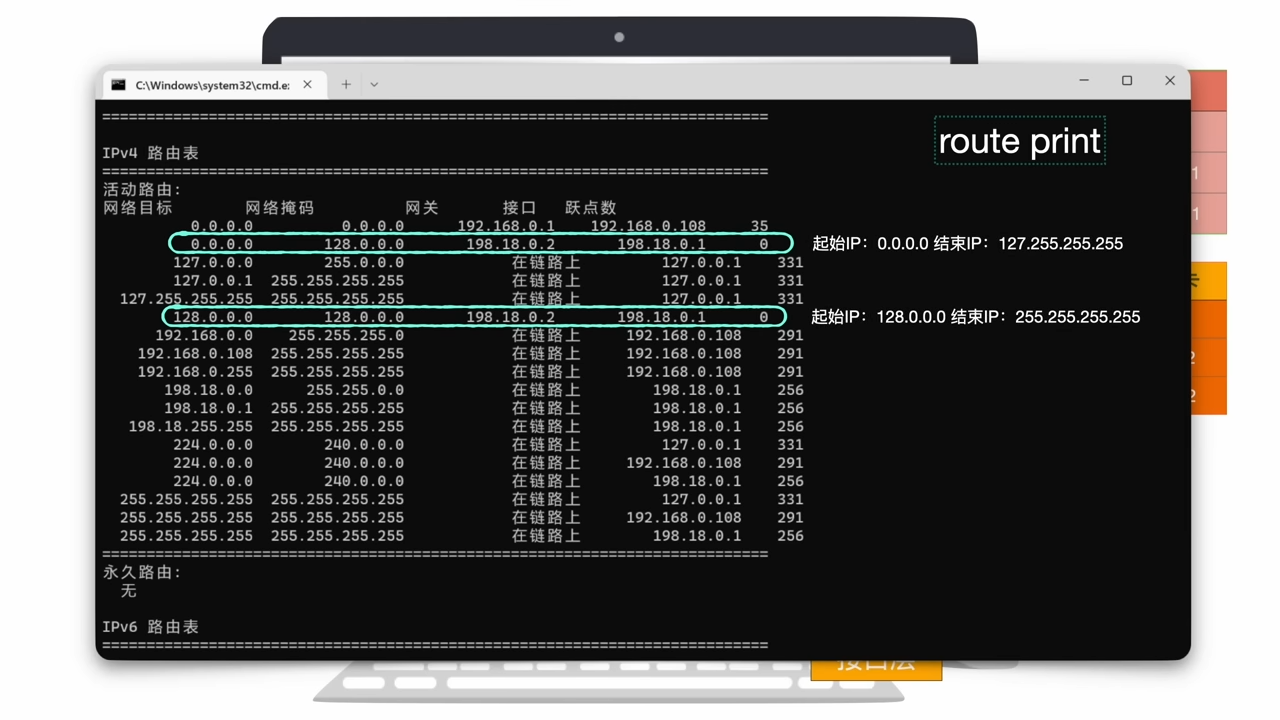 C:\Windows\system32\cmd.e:
route print
===========================================================================
IPv4 路由表
===========================================================================
活动路由:
网络目标 网络掩码 网关 接口 跃点数
0.0.0.0 0.0.0.0 192.168.0.1 192.168.0.108 35
0.0.0.0 128.0.0.0 198.18.0.2 198.18.0.1 0 起始IP：0.0.0.0 结束IP：127.255.255.255
127.0.0.0 255.0.0.0 在链路上 127.0.0.1 331
127.0.0.1 255.255.255.255 在链路上 127.0.0.1 331
127.255.255.255 255.255.255.255 在链路上 127.0.0.1 331
128.0.0.0 128.0.0.0 198.18.0.2 198.18.0.1 0 起始IP：128.0.0.0 结束IP：255.255.255.255
192.168.0.0 255.255.255.0 在链路上 192.168.0.108 291
192.168.0.108 255.255.255.255 在链路上 192.168.0.108 291
192.168.0.255 255.255.255.255 在链路上 192.168.0.108 291
198.18.0.0 255.255.0.0 在链路上 198.18.0.1 256
198.18.0.1 255.255.255.255 在链路上 198.18.0.1 256
198.18.255.255 255.255.255.255 在链路上 198.18.0.1 256
224.0.0.0 240.0.0.0 在链路上 127.0.0.1 331
224.0.0.0 240.0.0.0 在链路上 192.168.0.108 291
224.0.0.0 240.0.0.0 在链路上 198.18.0.1 256
255.255.255.255 255.255.255.255 在链路上 127.0.0.1 331
255.255.255.255 255.255.255.255 在链路上 192.168.0.108 291
255.255.255.255 255.255.255.255 在链路上 198.18.0.1 256
===========================================================================
永久路由:
无
IPv6 路由表
===========================================================================
1
1
2
2